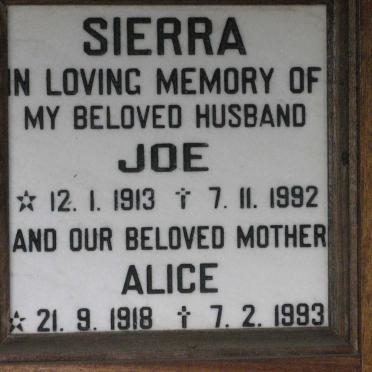 SIERRA
IN LOVING MEMORY OF
MY BELOVED HUSBAND
JOE
☆ 12. 1. 1913 ✝ 7. 11. 1992
AND OUR BELOVED MOTHER
ALICE
☆ 21. 9. 1918 ✝ 7. 2. 1993